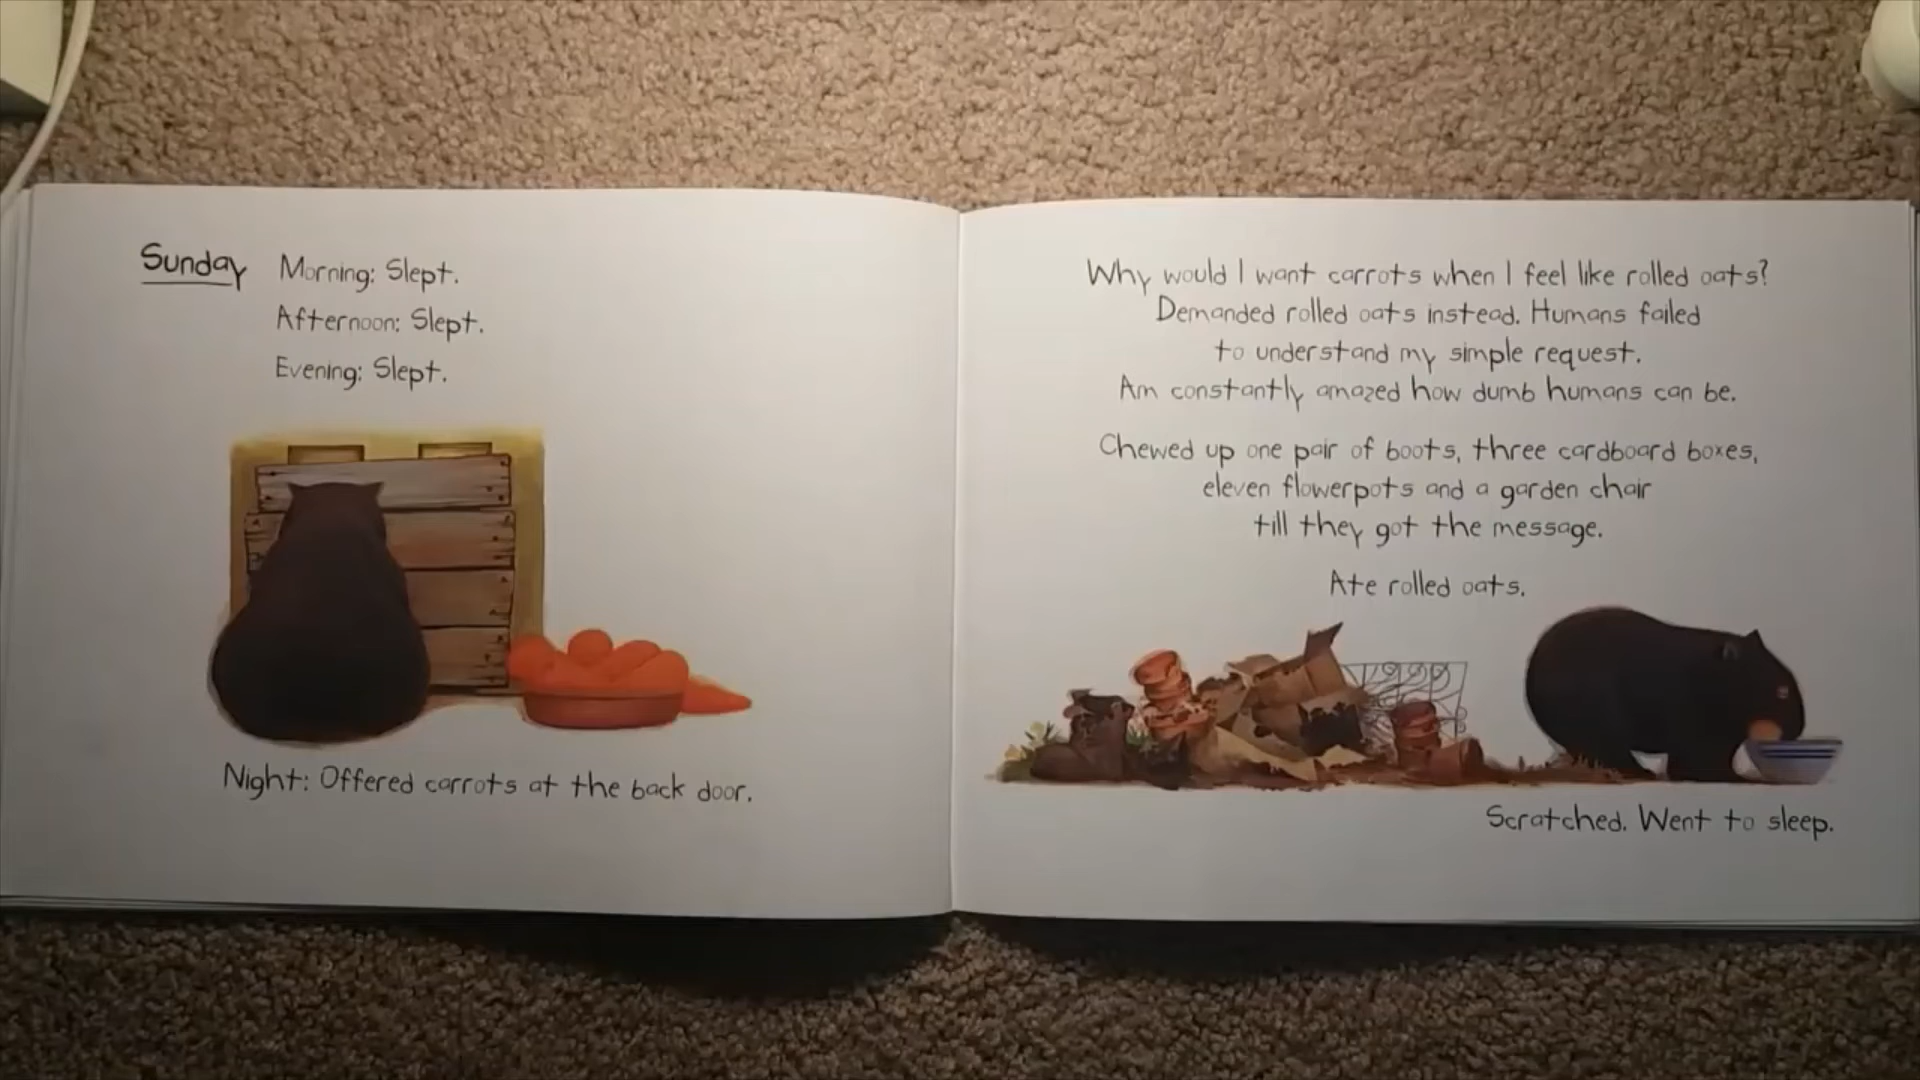 Sunday Morning: Slept.
Afternoon: Slept.
Evening: Slept.
Night: Offered carrots at the back door.
Why would I want carrots when I feel like rolled oats?
Demanded rolled oats instead. Humans failed
to understand my simple request.
Am constantly amazed how dumb humans can be.
Chewed up one pair of boots, three cardboard boxes,
eleven flowerpots and a garden chair
till they got the message.
Ate rolled oats.
Scratched. Went to sleep.